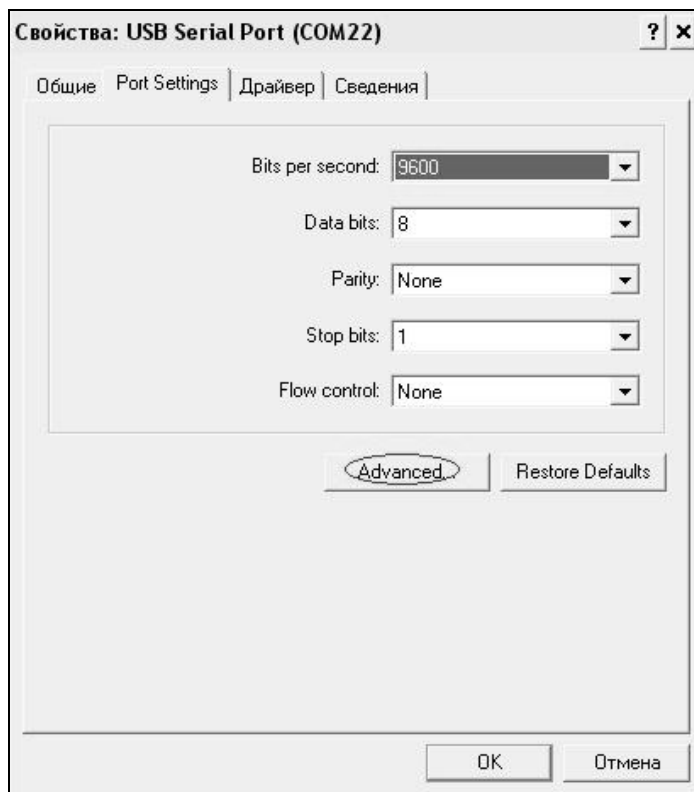 Свойства: USB Serial Port (COM22)
? ×
Общие Port Settings Драйвер Сведения
Bits per second: 9600
Data bits: 8
Parity: None
Stop bits: 1
Flow control: None
Advanced... Restore Defaults
OK Отмена